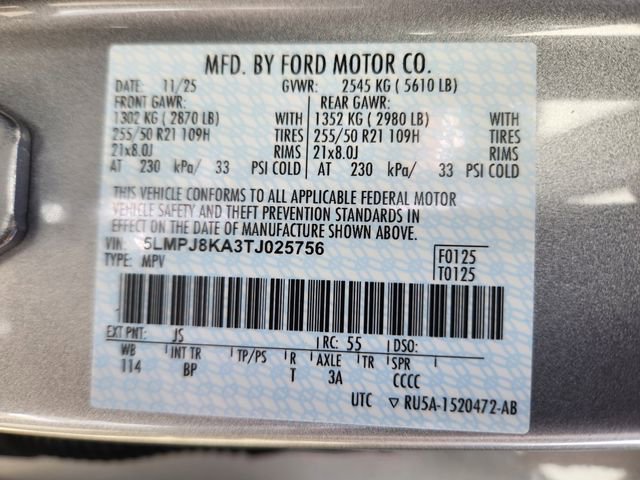 MFD. BY FORD MOTOR CO.
DATE: 11/25 GVWR: 2545 KG ( 5610 LB)
FRONT GAWR: REAR GAWR:
1302 KG ( 2870 LB) WITH 1352 KG ( 2980 LB) WITH
255/50 R21 109H TIRES 255/50 R21 109H TIRES
21x8.0J RIMS 21x8.0J RIMS
AT 230 kPa/ 33 PSI COLD AT 230 kPa/ 33 PSI COLD
THIS VEHICLE CONFORMS TO ALL APPLICABLE FEDERAL MOTOR
VEHICLE SAFETY AND THEFT PREVENTION STANDARDS IN
EFFECT ON THE DATE OF MANUFACTURE SHOWN ABOVE.
VIN: 5LMPJ8KA3TJ025756 F0125
TYPE: MPV T0125
EXT PNT: JS RC: 55 DSO:
WB INT TR TP/PS R AXLE TR SPR
114 BP T 3A CCCC
UTC ▽ RU5A-1520472-AB